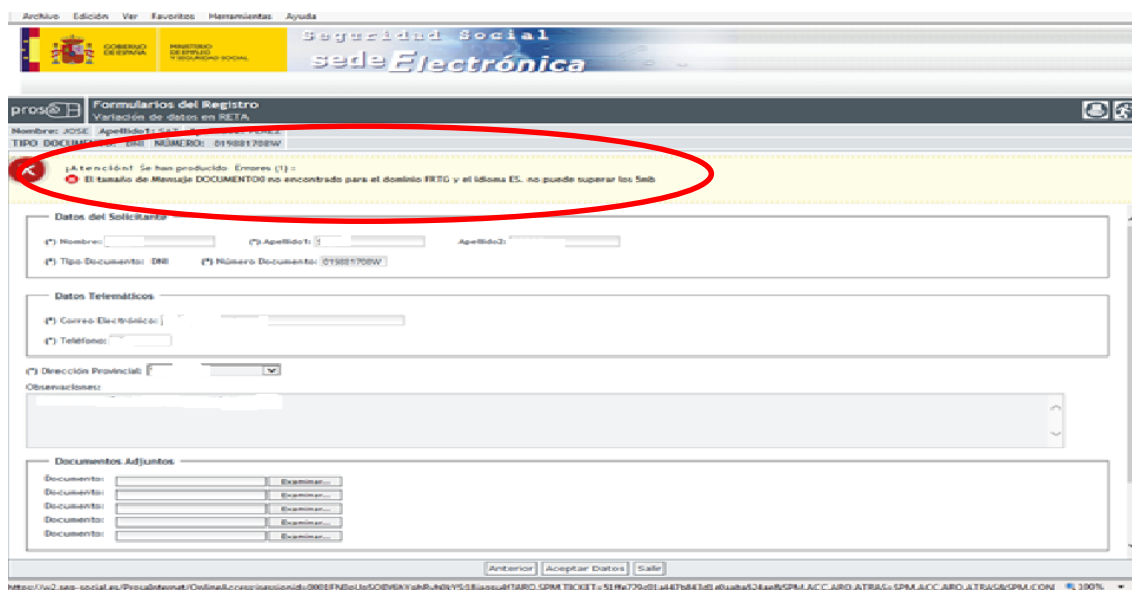 Archivo Edición Ver Favoritos Herramientas Ayuda
GOBIERNO DE ESPAÑA
MINISTERIO DE EMPLEO Y SEGURIDAD SOCIAL
Seguridad Social
sede Electrónica
pros@
Formularios del Registro
Variación de datos en RETA
Nombre: JOSE Apellido1:
TIPO DOCUMENTO: DNI NÚMERO: 01988170BW
¡Atención! Se han producido Errores (1) :
El tamaño de Mensaje DOCUMENTO0 no encontrado para el dominio FRTG y el idioma ES. no puede superar los 5mb
Datos del Solicitante
(*) Nombre: (*) Apellido1: Apellido2:
(*) Tipo Documento: DNI (*) Número Documento: 01988170BW
Datos Telemáticos
(*) Correo Electrónico:
(*) Teléfono:
(*) Dirección Provincial:
Observaciones:
Documentos Adjuntos
Documento: Examinar...
Documento: Examinar...
Documento: Examinar...
Documento: Examinar...
Documento: Examinar...
Anterior Aceptar Datos Salir
100%